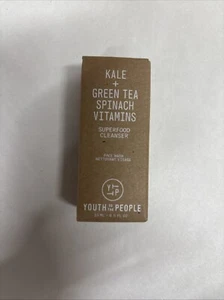 KALE
+
GREEN TEA
SPINACH
VITAMINS
SUPERFOOD
CLEANSER
YOUTH TO THE PEOPLE